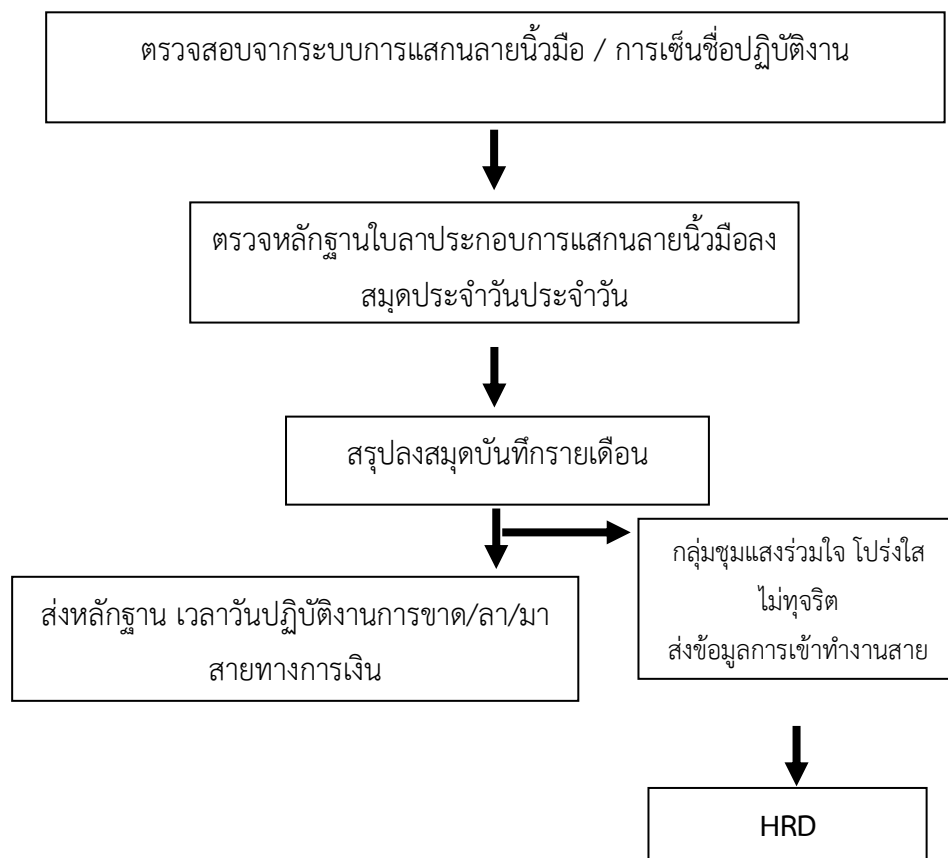 ตรวจสอบจากระบบการแสกนลายนิ้วมือ / การเซ็นชื่อปฏิบัติงาน
ตรวจหลักฐานใบลาประกอบการแสกนลายนิ้วมือลง
สมุดประจำวันประจำวัน
สรุปลงสมุดบันทึกรายเดือน
ส่งหลักฐาน เวลาวันปฏิบัติงานการขาด/ลา/มา
สายทางการเงิน
กลุ่มชุมแสงร่วมใจ โปร่งใส
ไม่ทุจริต
ส่งข้อมูลการเข้าทำงานสาย
HRD